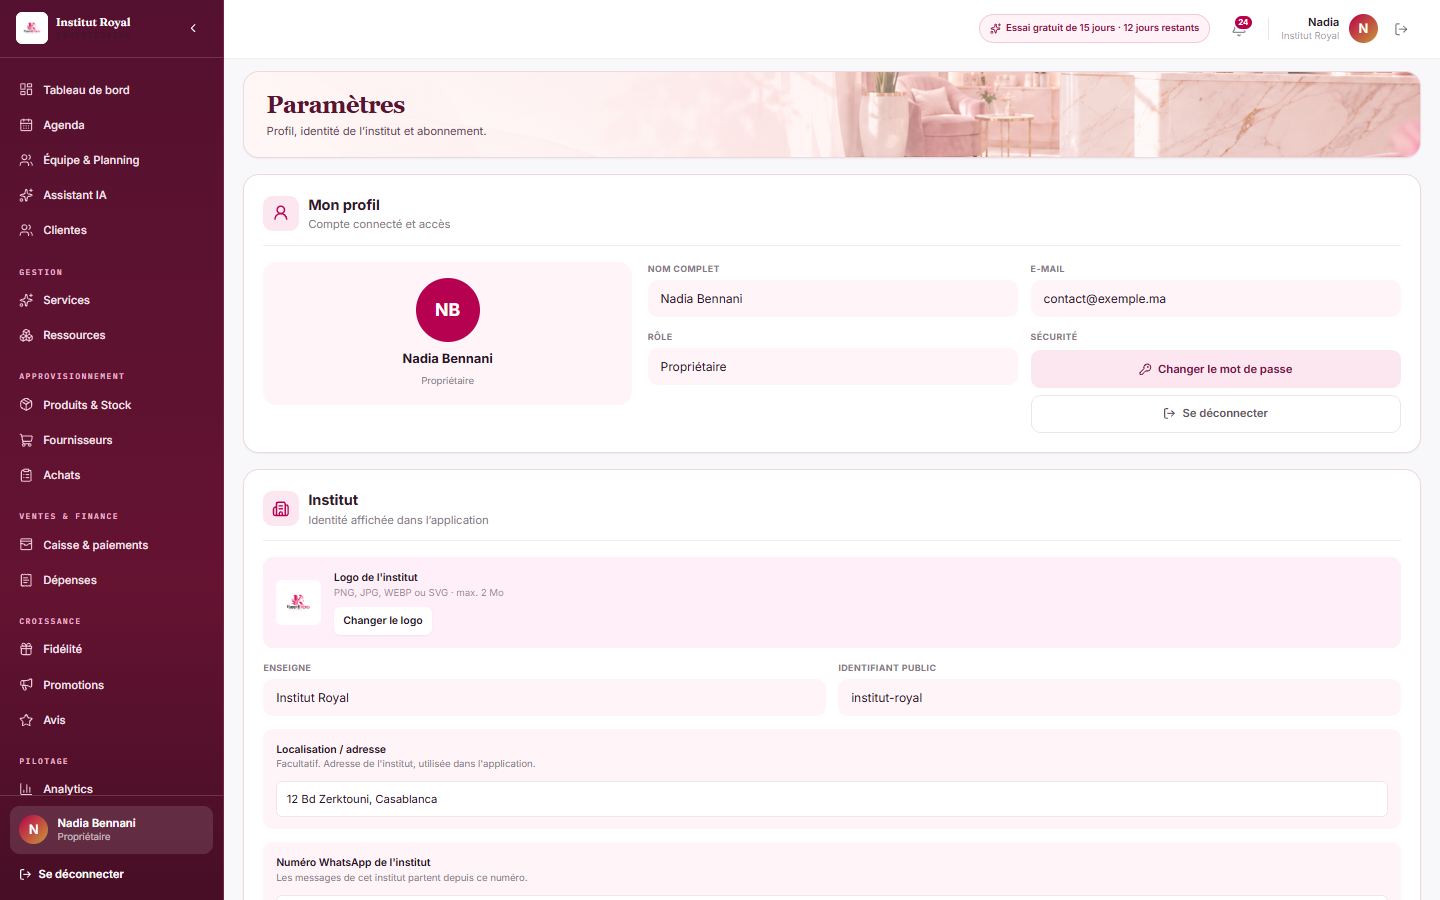 Institut Royal
Essai gratuit de 15 jours · 12 jours restants
24
Nadia
Institut Royal
N
Tableau de bord
Agenda
Équipe & Planning
Assistant IA
Clientes
GESTION
Services
Ressources
APPROVISIONNEMENT
Produits & Stock
Fournisseurs
Achats
VENTES & FINANCE
Caisse & paiements
Dépenses
CROISSANCE
Fidélité
Promotions
Avis
PILOTAGE
Analytics
N
Nadia Bennani
Propriétaire
Se déconnecter
Paramètres
Profil, identité de l'institut et abonnement.
Mon profil
Compte connecté et accès
NB
Nadia Bennani
Propriétaire
NOM COMPLET
Nadia Bennani
RÔLE
Propriétaire
E-MAIL
contact@exemple.ma
SÉCURITÉ
Changer le mot de passe
Se déconnecter
Institut
Identité affichée dans l'application
Logo de l'institut
PNG, JPG, WEBP ou SVG · max. 2 Mo
Changer le logo
ENSEIGNE
Institut Royal
IDENTIFIANT PUBLIC
institut-royal
Localisation / adresse
Facultatif. Adresse de l'institut, utilisée dans l'application.
12 Bd Zerktouni, Casablanca
Numéro WhatsApp de l'institut
Les messages de cet institut partent depuis ce numéro.